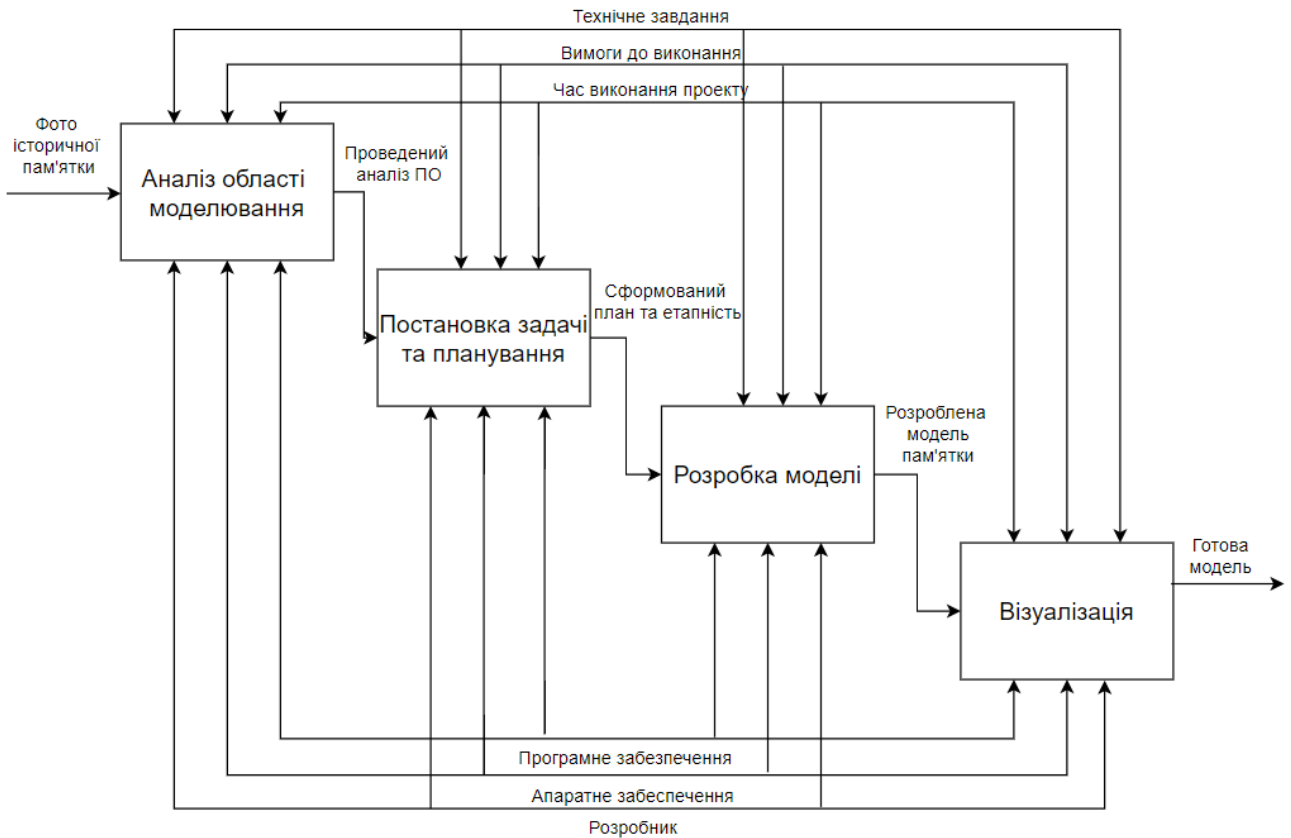 Технічне завдання
Вимоги до виконання
Час виконання проекту
Фото
історичної
пам'ятки
Аналіз області
моделювання
Проведений
аналіз ПО
Постановка задачі
та планування
Сформований
план та етапність
Розробка моделі
Розроблена
модель
пам'ятки
Візуалізація
Готова
модель
Програмне забезпечення
Апаратне забеспечення
Розробник